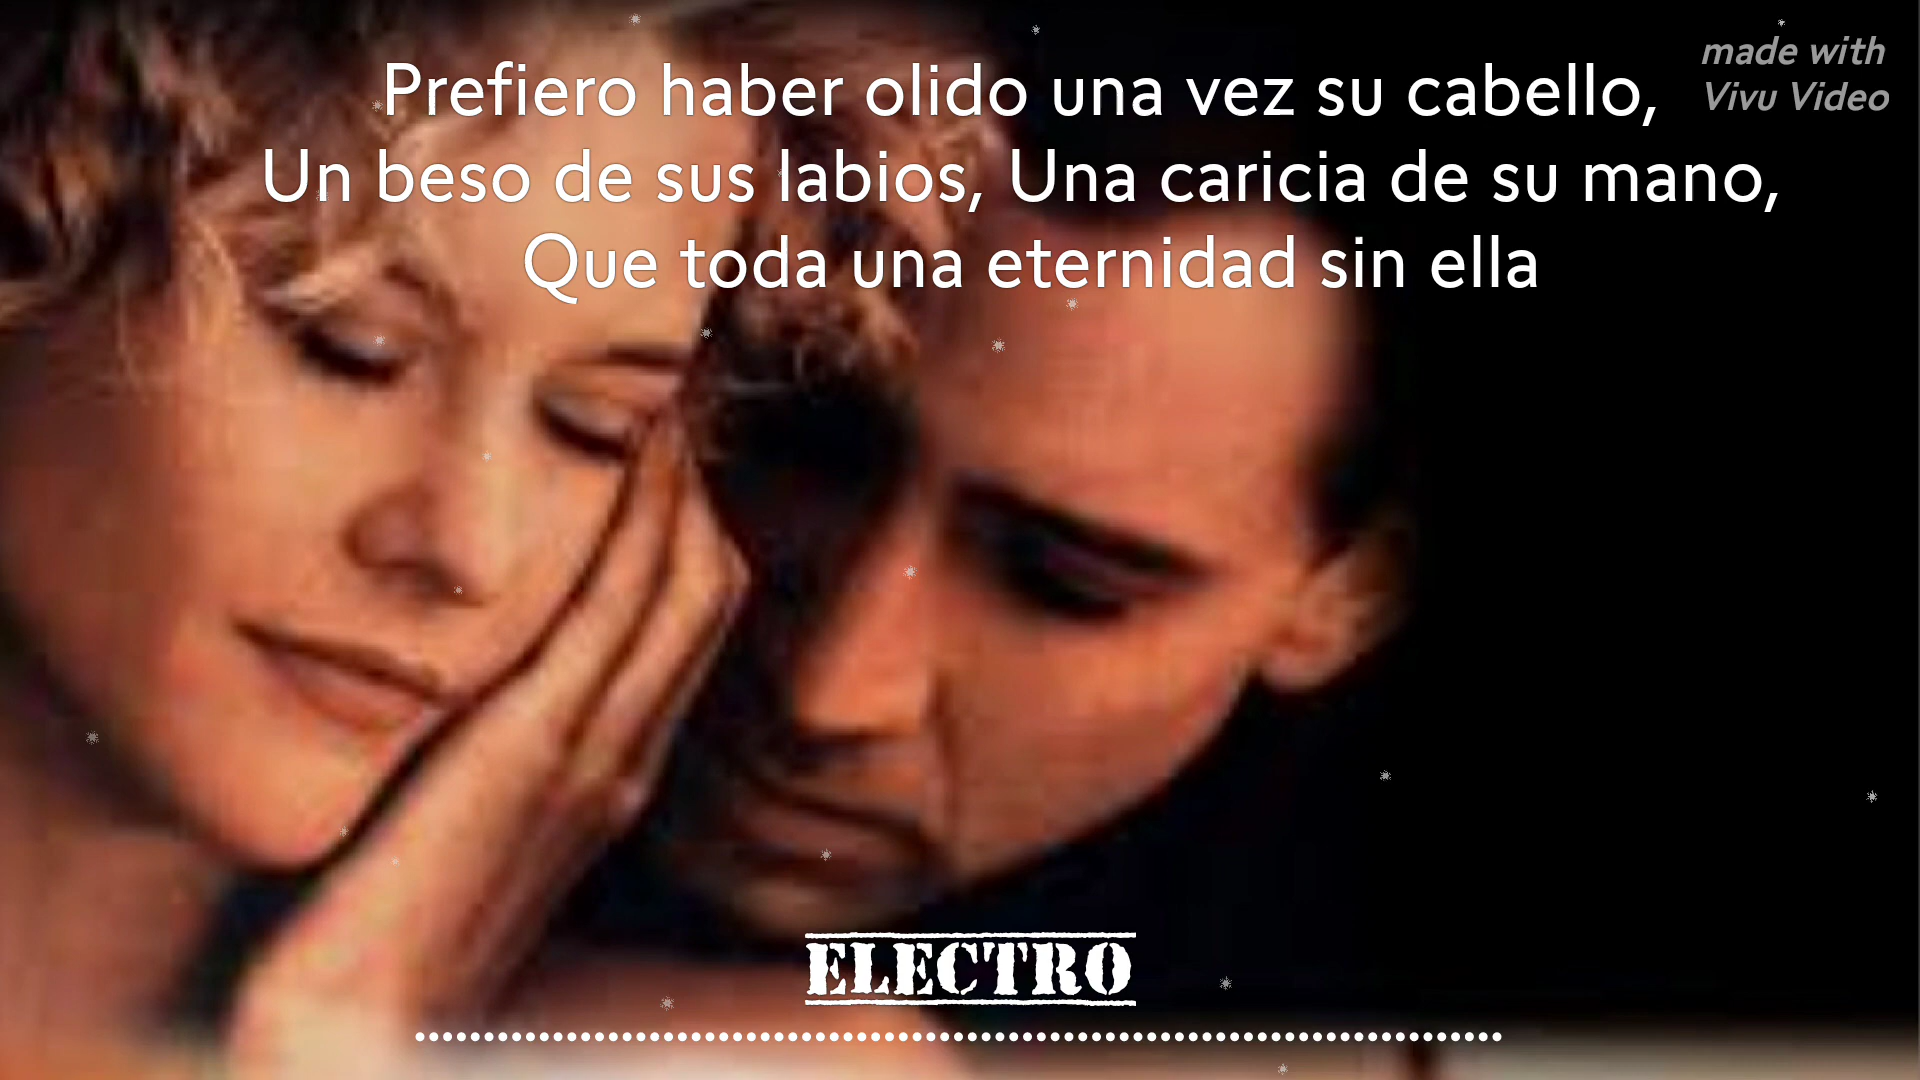 Prefiero haber olido una vez su cabello,
Un beso de sus labios, Una caricia de su mano,
Que toda una eternidad sin ella
made with
Vivu Video
ELECTRO